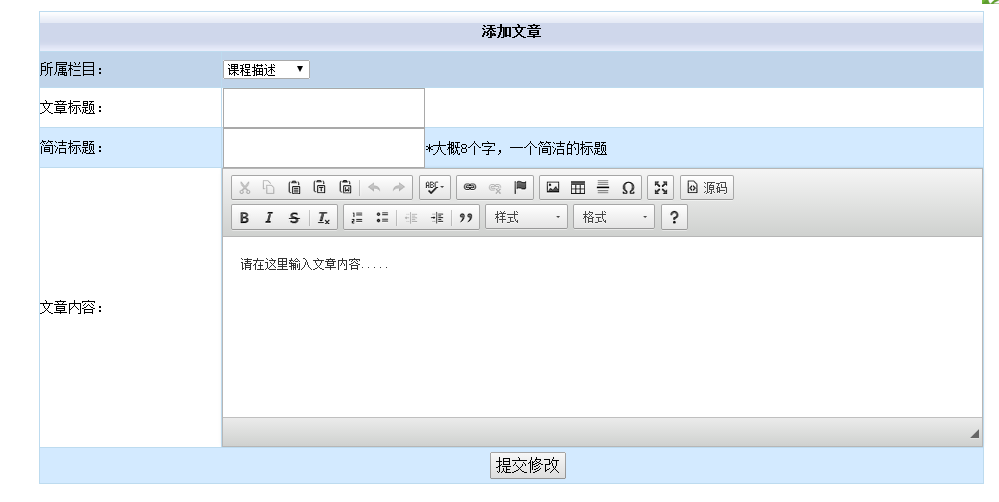 添加文章
所属栏目： 课程描述
文章标题：
简洁标题： *大概8个字，一个简洁的标题
ABC 源码
B I S Tx 样式 格式 ?
请在这里输入文章内容.....
文章内容：
提交修改